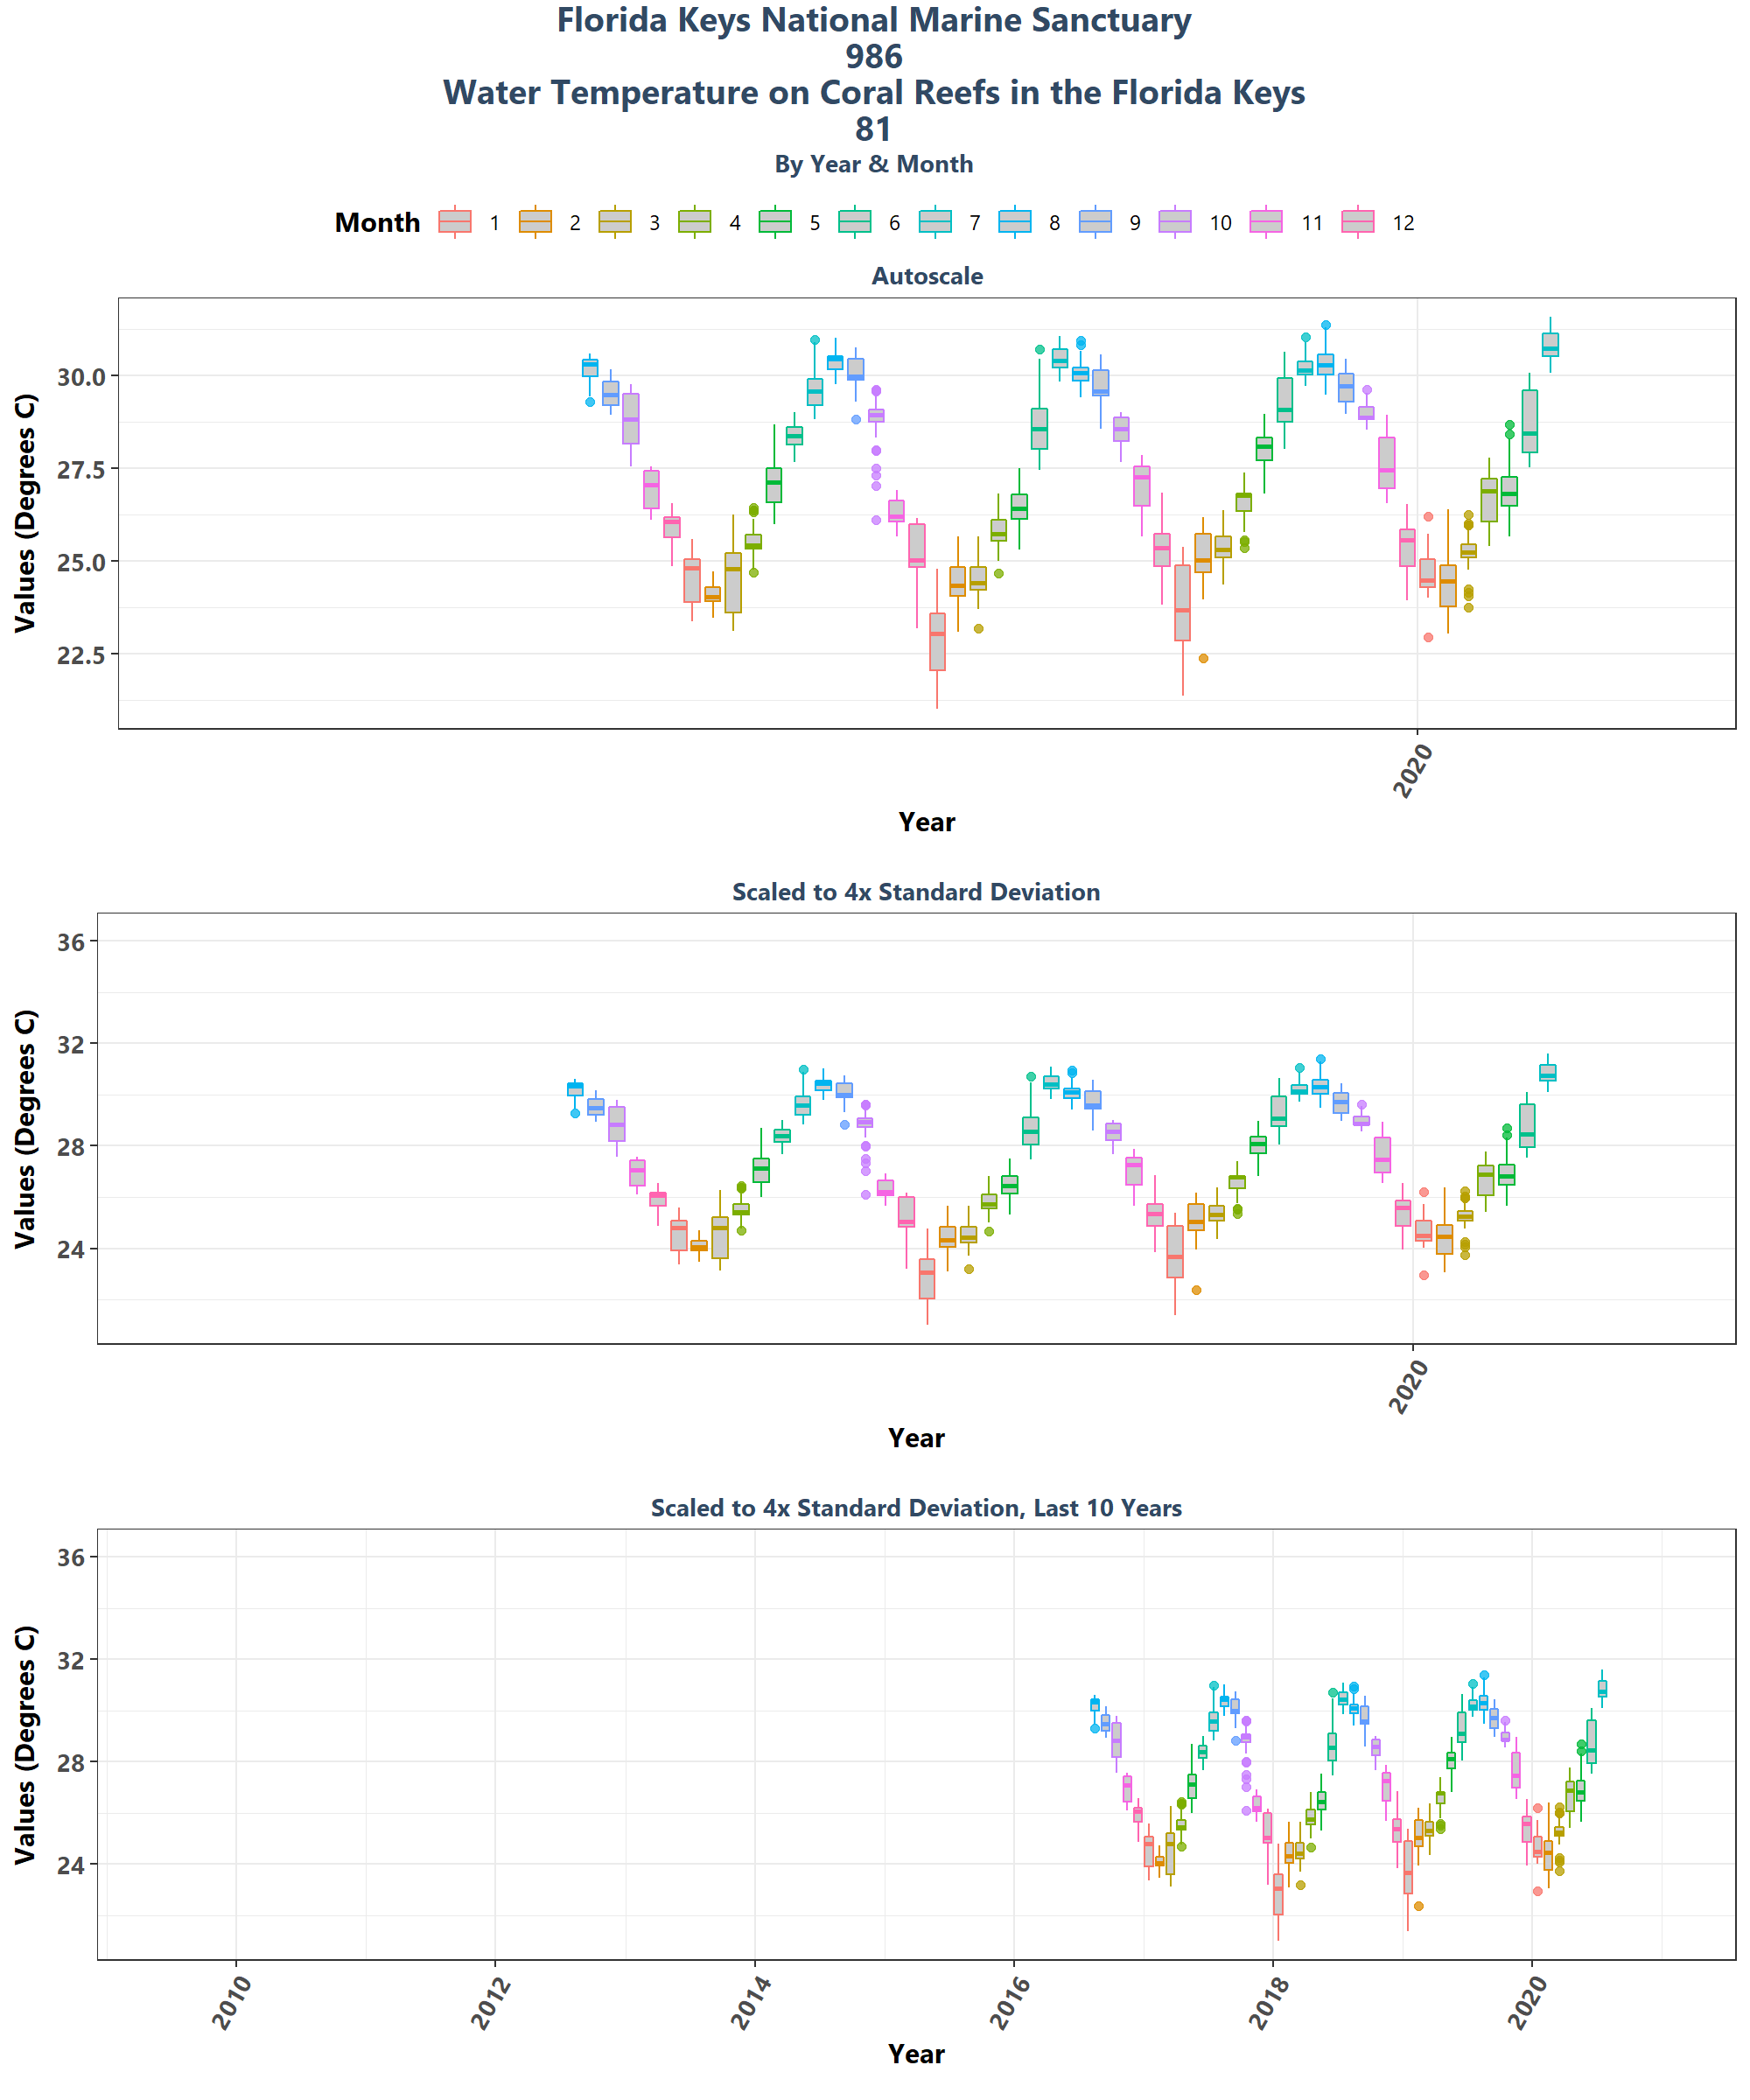 Florida Keys National Marine Sanctuary
986
Water Temperature on Coral Reefs in the Florida Keys
81
By Year & Month
Month 1 2 3 4 5 6 7 8 9 10 11 12
Autoscale
Values (Degrees C)
30.0
27.5
25.0
22.5
2020
Year
Scaled to 4x Standard Deviation
Values (Degrees C)
36
32
28
24
2020
Year
Scaled to 4x Standard Deviation, Last 10 Years
Values (Degrees C)
36
32
28
24
2010 2012 2014 2016 2018 2020
Year